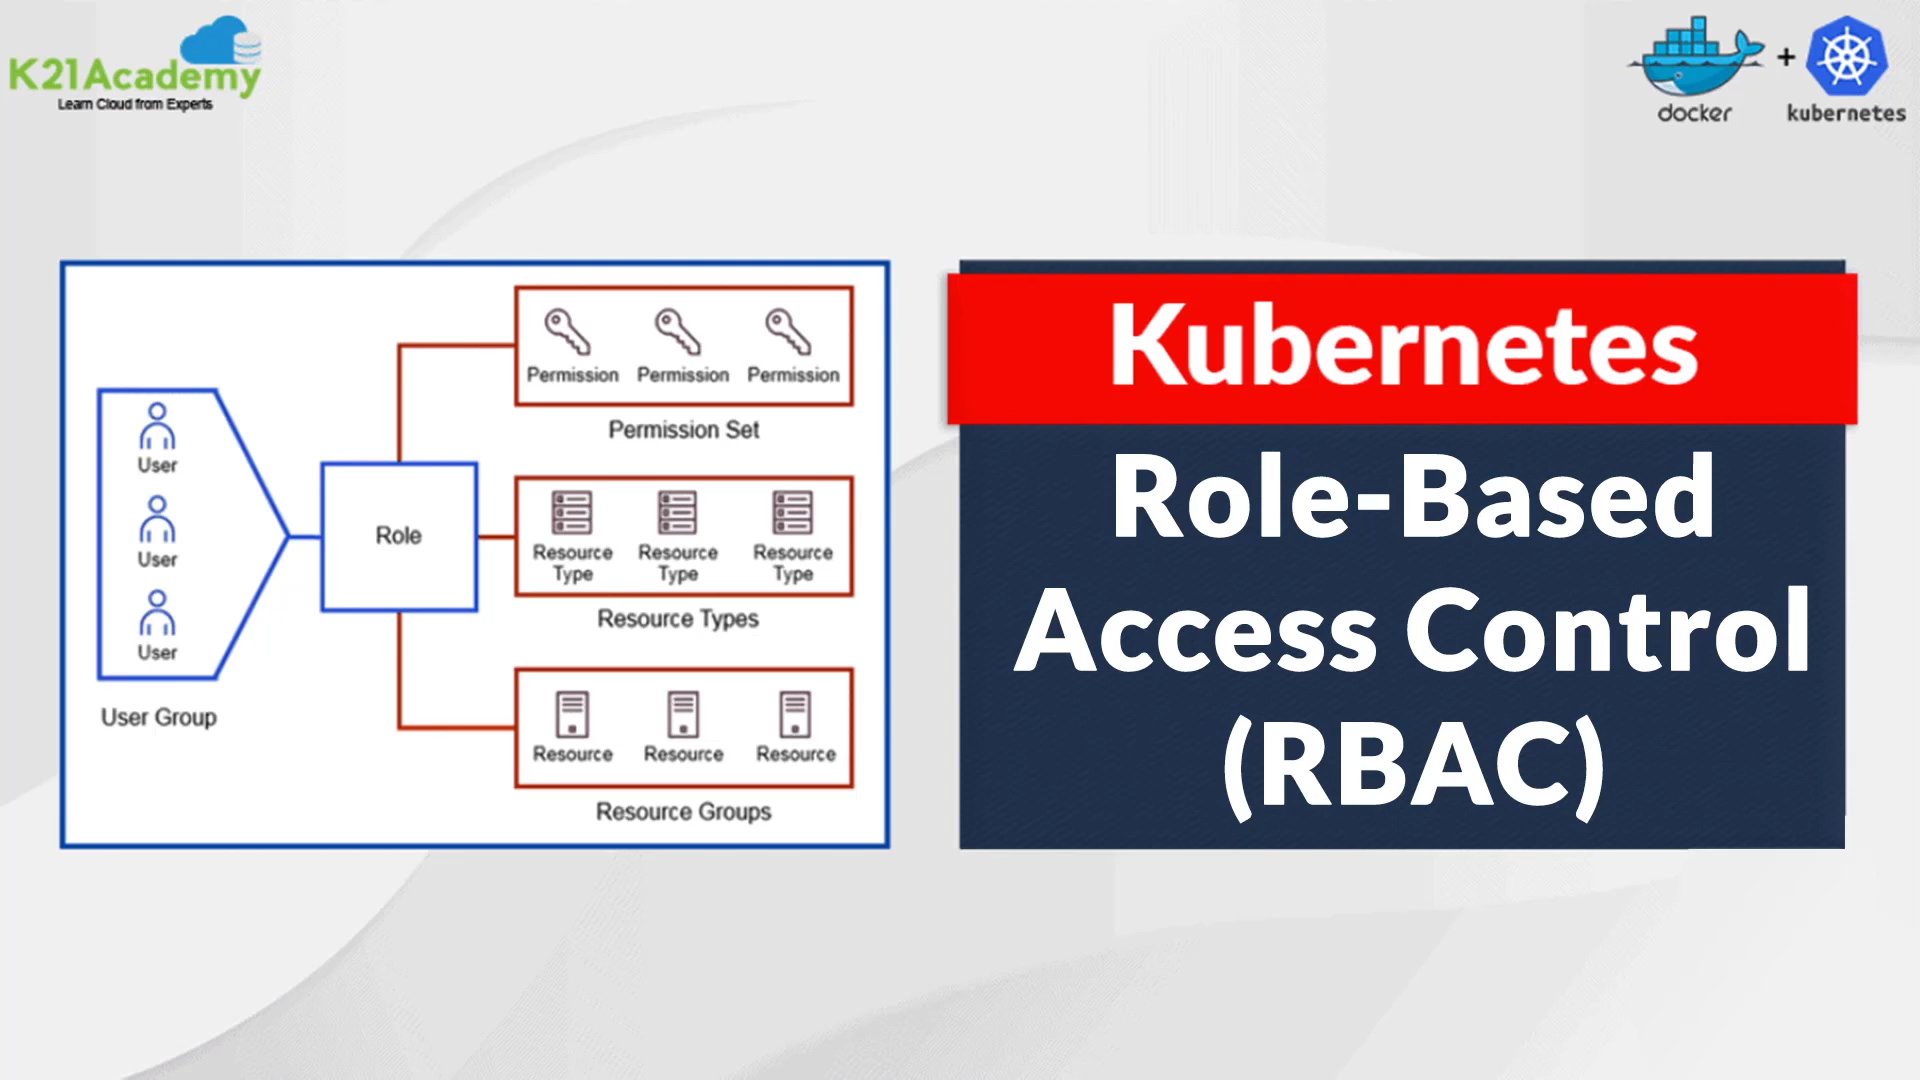 K21Academy
Learn Cloud from Experts
docker
+
kubernetes
User
User
User
User Group
Role
Permission Permission Permission
Permission Set
Resource Resource Resource
Type Type Type
Resource Types
Resource Resource Resource
Resource Groups
Kubernetes
Role-Based
Access Control
(RBAC)